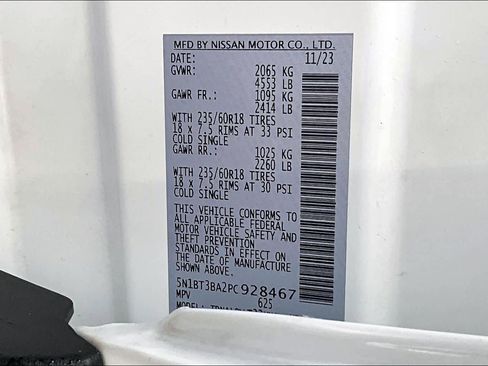 MFD BY NISSAN MOTOR CO., LTD.
DATE: 11/23
GVWR: 2065 KG
4553 LB
GAWR FR.: 1095 KG
2414 LB
WITH 235/60R18 TIRES
18 x 7.5 RIMS AT 33 PSI
COLD SINGLE
GAWR RR.: 1025 KG
2260 LB
WITH 235/60R18 TIRES
18 x 7.5 RIMS AT 30 PSI
COLD SINGLE
THIS VEHICLE CONFORMS TO
ALL APPLICABLE FEDERAL
MOTOR VEHICLE SAFETY AND
THEFT PREVENTION
STANDARDS IN EFFECT ON
THE DATE OF MANUFACTURE
SHOWN ABOVE.
5N1BT3BA2PC928467
MPV 625
MODEL: